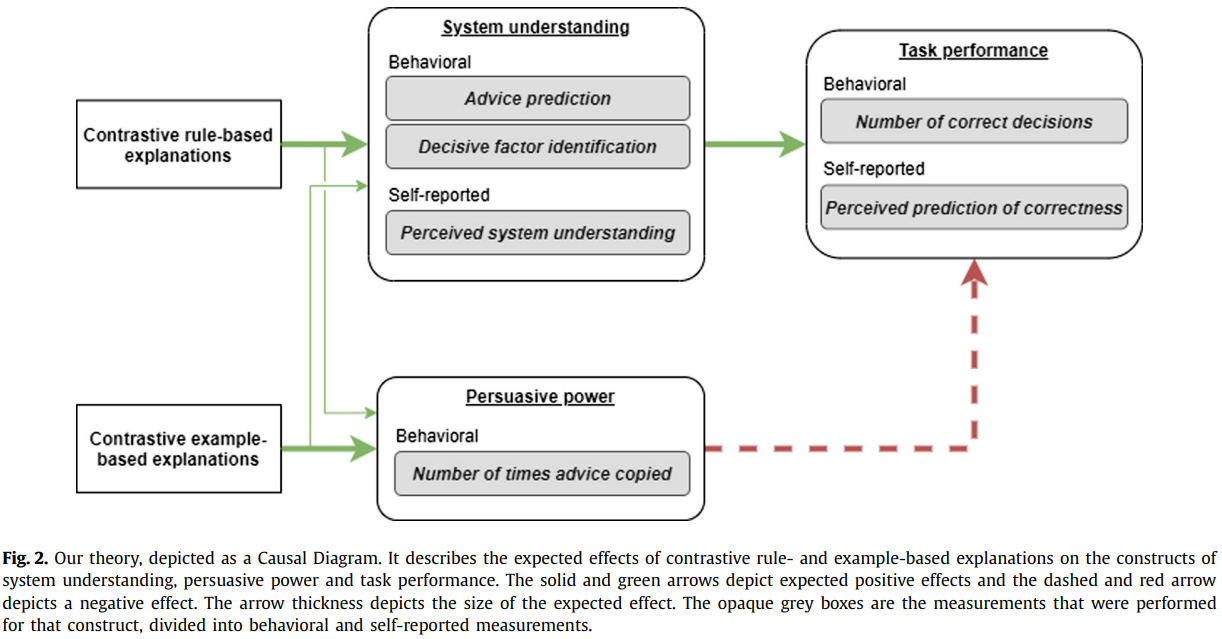 System understanding
Behavioral
Advice prediction
Decisive factor identification
Self-reported
Perceived system understanding
Task performance
Behavioral
Number of correct decisions
Self-reported
Perceived prediction of correctness
Contrastive rule-based
explanations
Contrastive example-
based explanations
Persuasive power
Behavioral
Number of times advice copied
Fig. 2. Our theory, depicted as a Causal Diagram. It describes the expected effects of contrastive rule- and example-based explanations on the constructs of
system understanding, persuasive power and task performance. The solid and green arrows depict expected positive effects and the dashed and red arrow
depicts a negative effect. The arrow thickness depicts the size of the expected effect. The opaque grey boxes are the measurements that were performed
for that construct, divided into behavioral and self-reported measurements.